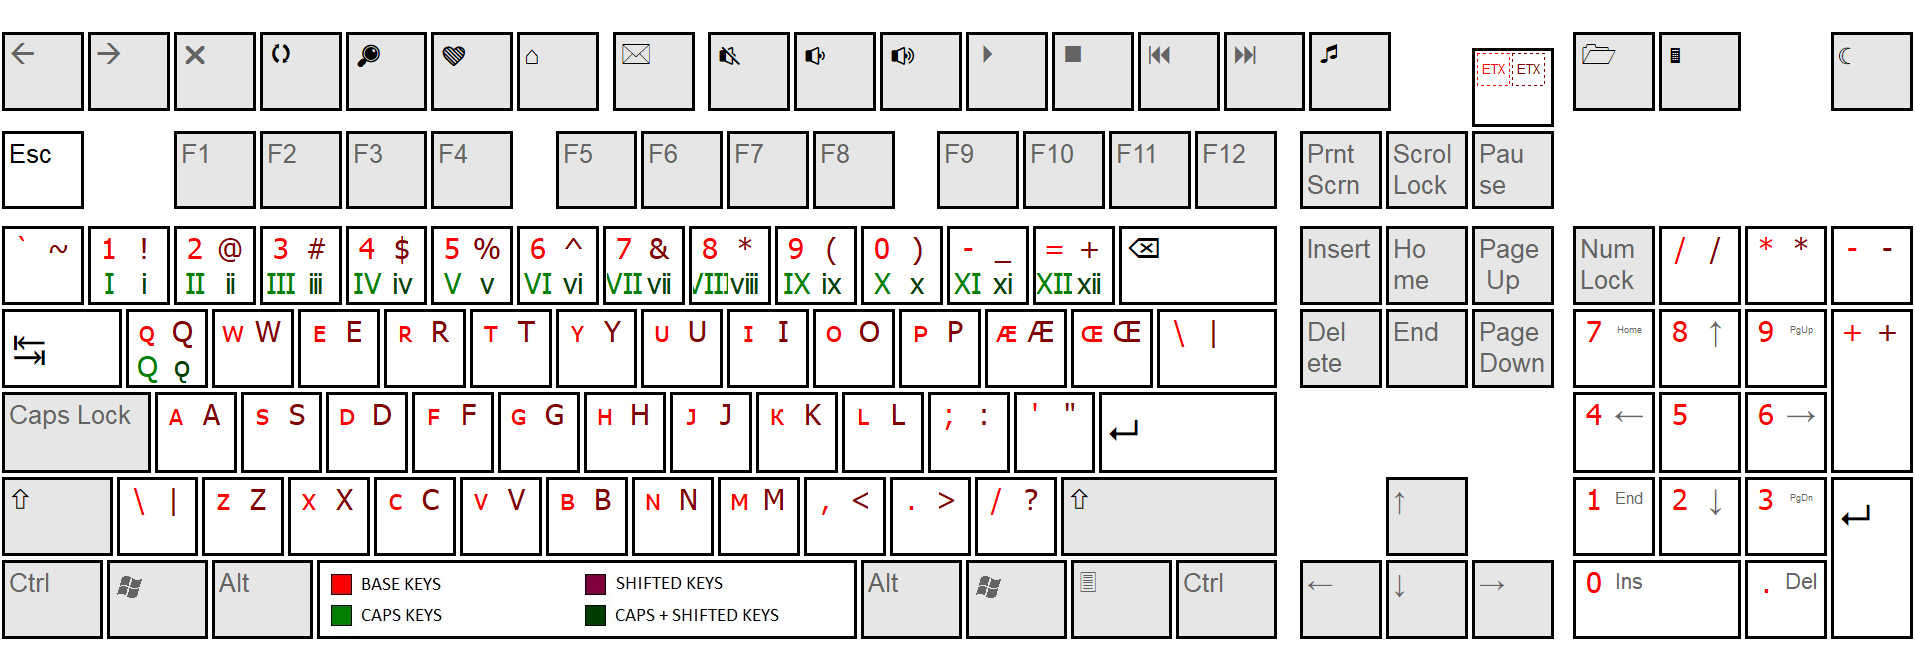 ETX ETX
Esc F1 F2 F3 F4 F5 F6 F7 F8 F9 F10 F11 F12 Prnt Scrol Pau
Scrn Lock se
` ~ 1 ! 2 @ 3 # 4 $ 5 % 6 ^ 7 & 8 * 9 ( 0 ) - _ = + Insert Ho Page Num / / * * - -
Ⅰ ⅰ Ⅱ ⅱ Ⅲ ⅲ Ⅳ ⅳ Ⅴ ⅴ Ⅵ ⅵ Ⅶ ⅶ Ⅷ ⅷ Ⅸ ⅸ Ⅹ ⅹ Ⅺ ⅺ Ⅻ ⅻ me Up Lock
ꞯ Q ᴡ W ᴇ E ʀ R ᴛ T ʏ Y ᴜ U ɪ I ᴏ O ᴘ P ᴁ Æ ɶ Œ \ | Del End Page 7 Home 8 ↑ 9 PgUp + +
Q ǫ ete Down
Caps Lock ᴀ A ꜱ S ᴅ D ꜰ F ɢ G ʜ H ᴊ J ᴋ K ʟ L ; : ' " 4 ← 5 6 →
\ | ᴢ Z x X ᴄ C ᴠ V ʙ B ɴ N ᴍ M , < . > / ? ↑ 1 End 2 ↓ 3 PgDn
Ctrl Alt BASE KEYS SHIFTED KEYS Alt Ctrl ← ↓ → 0 Ins . Del
CAPS KEYS CAPS + SHIFTED KEYS